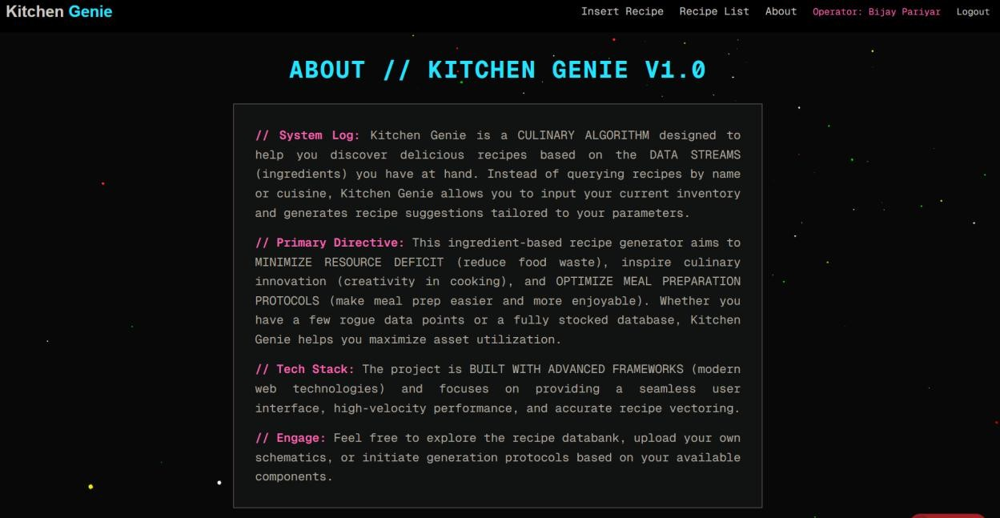 Kitchen Genie
Insert Recipe Recipe List About Operator: Bijay Pariyar Logout
ABOUT // KITCHEN GENIE V1.0
// System Log: Kitchen Genie is a CULINARY ALGORITHM designed to
help you discover delicious recipes based on the DATA STREAMS
(ingredients) you have at hand. Instead of querying recipes by name
or cuisine, Kitchen Genie allows you to input your current inventory
and generates recipe suggestions tailored to your parameters.
// Primary Directive: This ingredient-based recipe generator aims to
MINIMIZE RESOURCE DEFICIT (reduce food waste), inspire culinary
innovation (creativity in cooking), and OPTIMIZE MEAL PREPARATION
PROTOCOLS (make meal prep easier and more enjoyable). Whether you
have a few rogue data points or a fully stocked database, Kitchen
Genie helps you maximize asset utilization.
// Tech Stack: The project is BUILT WITH ADVANCED FRAMEWORKS (modern
web technologies) and focuses on providing a seamless user
interface, high-velocity performance, and accurate recipe vectoring.
// Engage: Feel free to explore the recipe databank, upload your own
schematics, or initiate generation protocols based on your available
components.